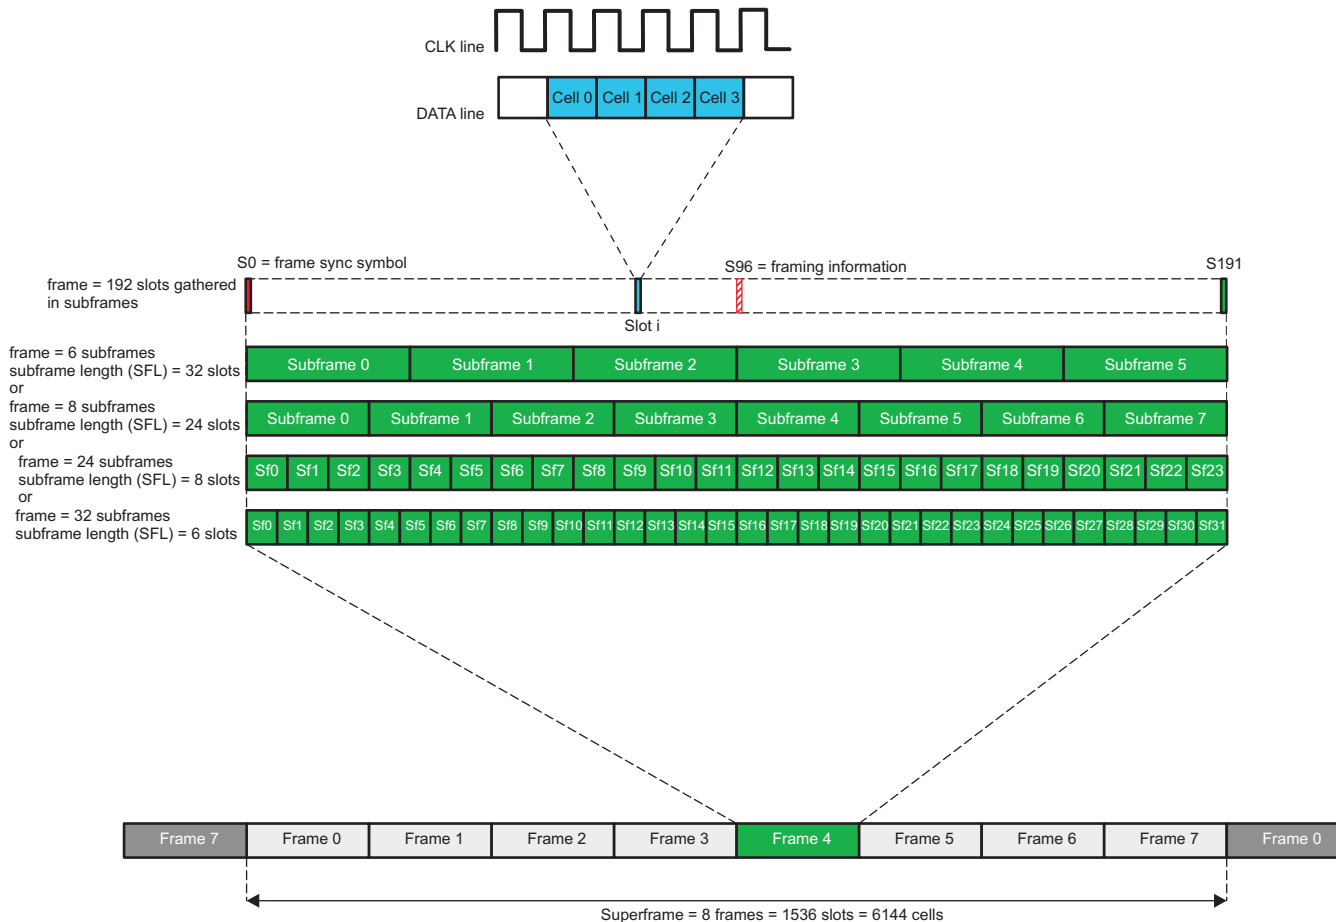 CLK line
Cell 0 Cell 1 Cell 2 Cell 3
DATA line
S0 = frame sync symbol
S96 = framing information
S191
frame = 192 slots gathered
in subframes
Slot i
frame = 6 subframes
subframe length (SFL) = 32 slots
Subframe 0 Subframe 1 Subframe 2 Subframe 3 Subframe 4 Subframe 5
or
frame = 8 subframes
subframe length (SFL) = 24 slots
Subframe 0 Subframe 1 Subframe 2 Subframe 3 Subframe 4 Subframe 5 Subframe 6 Subframe 7
or
frame = 24 subframes
subframe length (SFL) = 8 slots
Sf0 Sf1 Sf2 Sf3 Sf4 Sf5 Sf6 Sf7 Sf8 Sf9 Sf10 Sf11 Sf12 Sf13 Sf14 Sf15 Sf16 Sf17 Sf18 Sf19 Sf20 Sf21 Sf22 Sf23
or
frame = 32 subframes
subframe length (SFL) = 6 slots
Sf0 Sf1 Sf2 Sf3 Sf4 Sf5 Sf6 Sf7 Sf8 Sf9 Sf10 Sf11 Sf12 Sf13 Sf14 Sf15 Sf16 Sf17 Sf18 Sf19 Sf20 Sf21 Sf22 Sf23 Sf24 Sf25 Sf26 Sf27 Sf28 Sf29 Sf30 Sf31
Frame 7 Frame 0 Frame 1 Frame 2 Frame 3 Frame 4 Frame 5 Frame 6 Frame 7 Frame 0
Superframe = 8 frames = 1536 slots = 6144 cells